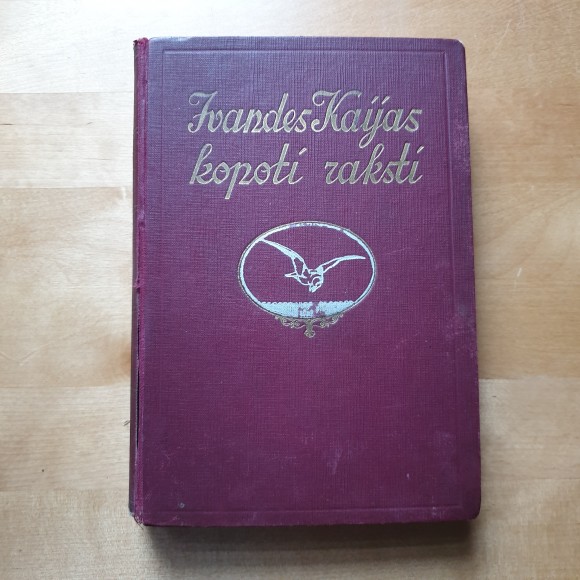 Ivandes Kaijas
kopoti raksti